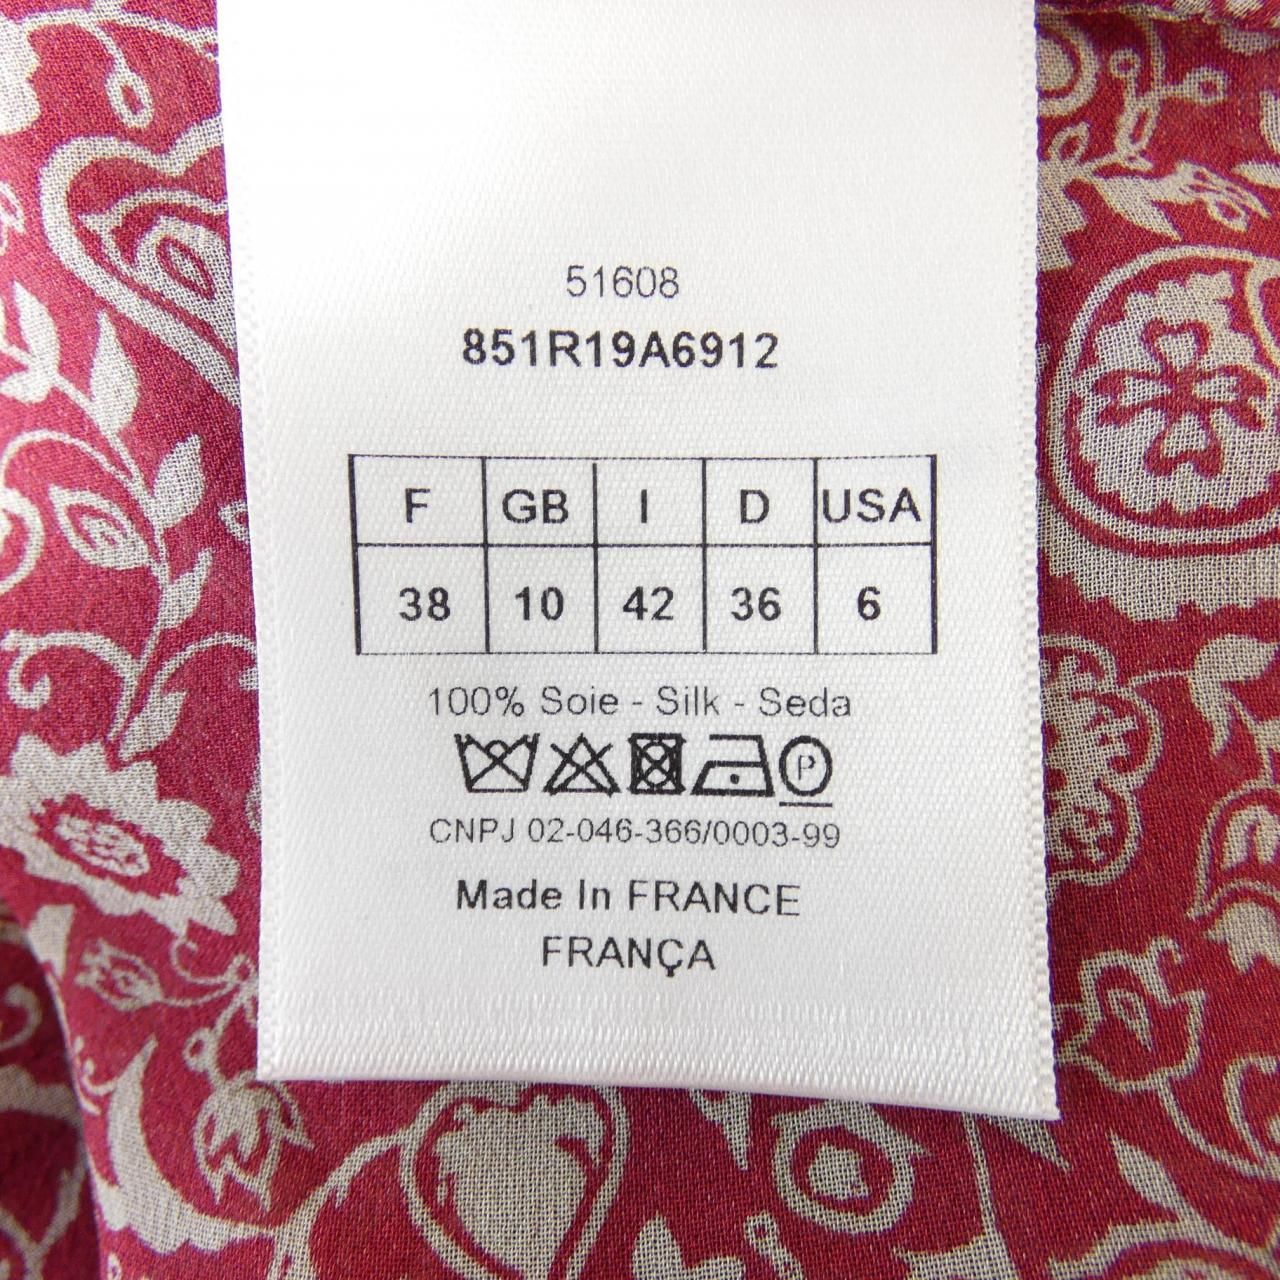 51608
851R19A6912
F GB I D USA
38 10 42 36 6
100% Soie - Silk - Seda
P
CNPJ 02-046-366/0003-99
Made In FRANCE
FRANÇA